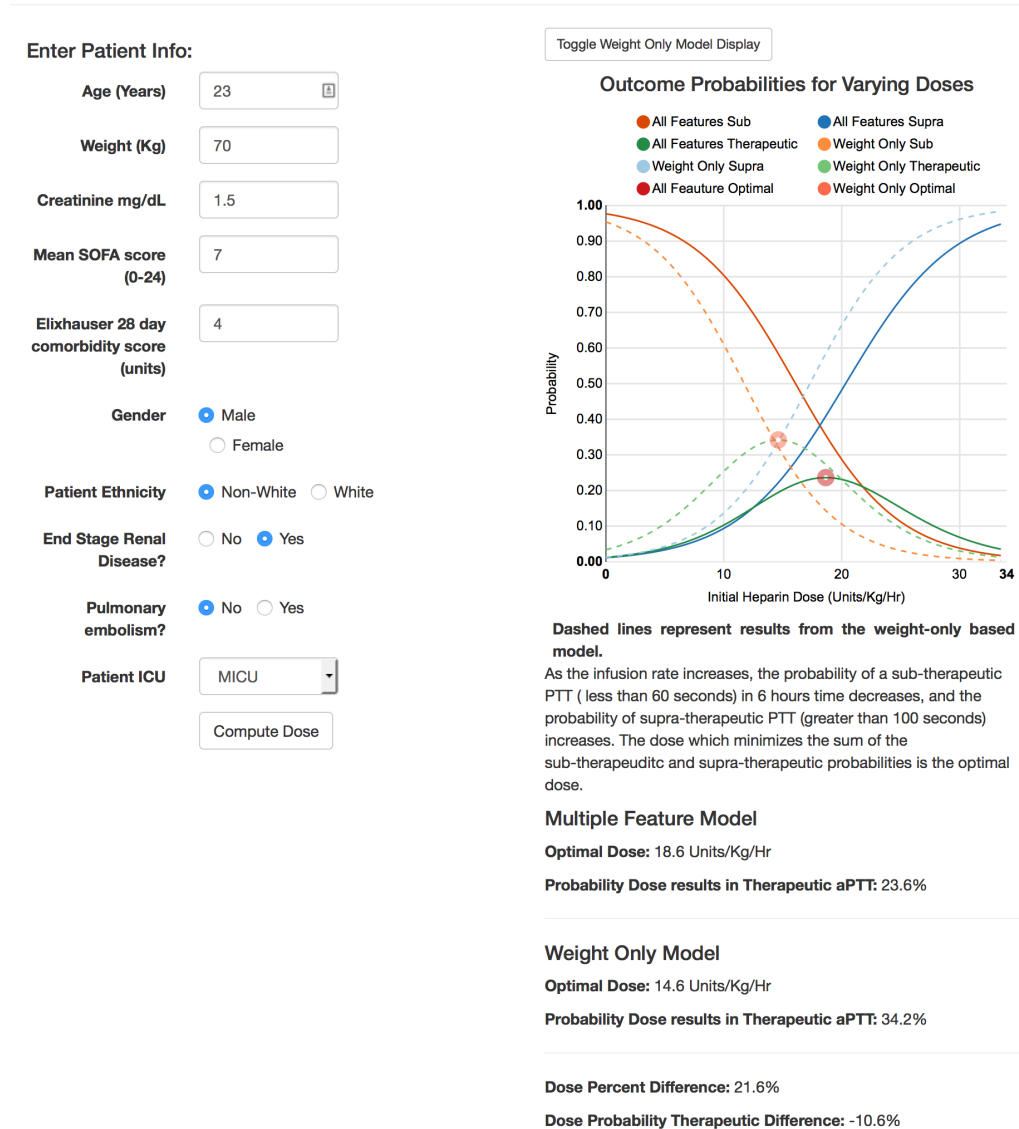 Enter Patient Info:
Age (Years)
23
Weight (Kg)
70
Creatinine mg/dL
1.5
Mean SOFA score
(0-24)
7
Elixhauser 28 day
comorbidity score
(units)
4
Gender
Male
Female
Patient Ethnicity
Non-White
White
End Stage Renal
Disease?
No
Yes
Pulmonary
embolism?
No
Yes
Patient ICU
MICU
Compute Dose
Toggle Weight Only Model Display
Outcome Probabilities for Varying Doses
All Features Sub
All Features Supra
All Features Therapeutic
Weight Only Sub
Weight Only Supra
Weight Only Therapeutic
All Feauture Optimal
Weight Only Optimal
1.00
0.90
0.80
0.70
0.60
0.50
0.40
0.30
0.20
0.10
0.00
Probability
0
10
20
30
34
Initial Heparin Dose (Units/Kg/Hr)
Dashed lines represent results from the weight-only based
model.
As the infusion rate increases, the probability of a sub-therapeutic
PTT ( less than 60 seconds) in 6 hours time decreases, and the
probability of supra-therapeutic PTT (greater than 100 seconds)
increases. The dose which minimizes the sum of the
sub-therapeuditc and supra-therapeutic probabilities is the optimal
dose.
Multiple Feature Model
Optimal Dose: 18.6 Units/Kg/Hr
Probability Dose results in Therapeutic aPTT: 23.6%
Weight Only Model
Optimal Dose: 14.6 Units/Kg/Hr
Probability Dose results in Therapeutic aPTT: 34.2%
Dose Percent Difference: 21.6%
Dose Probability Therapeutic Difference: -10.6%